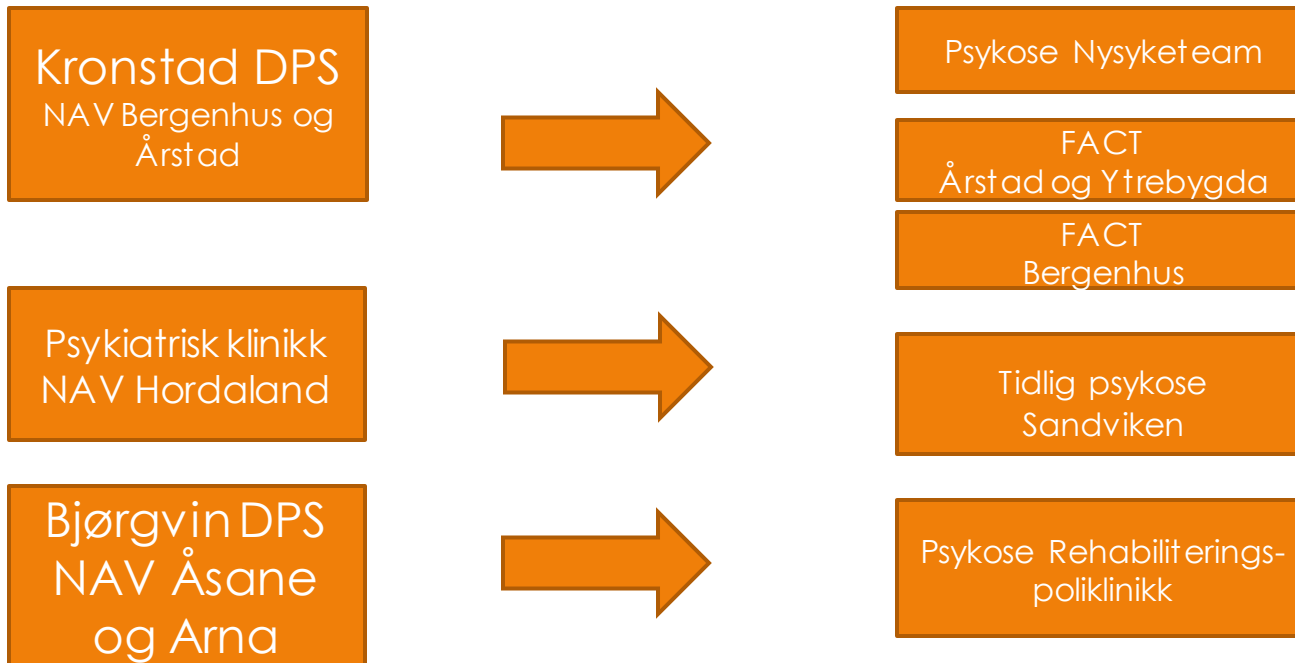 Kronstad DPS
NAV Bergenhus og
Årstad
Psykose Nysyketeam
FACT
Årstad og Ytrebygda
FACT
Bergenhus
Psykiatrisk klinikk
NAV Hordaland
Tidlig psykose
Sandviken
Bjørgvin DPS
NAV Åsane
og Arna
Psykose Rehabiliterings-
poliklinikk